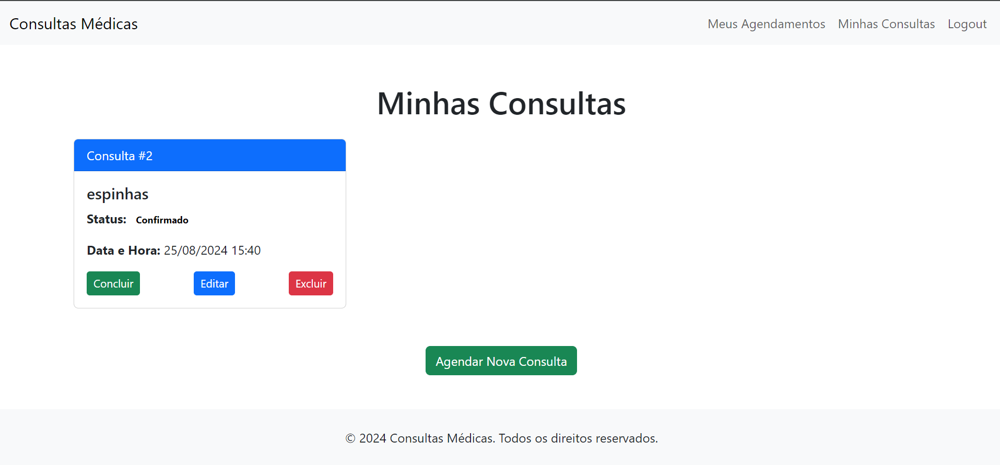 Consultas Médicas
Meus Agendamentos Minhas Consultas Logout
Minhas Consultas
Consulta #2
espinhas
Status: Confirmado
Data e Hora: 25/08/2024 15:40
Concluir Editar Excluir
Agendar Nova Consulta
© 2024 Consultas Médicas. Todos os direitos reservados.